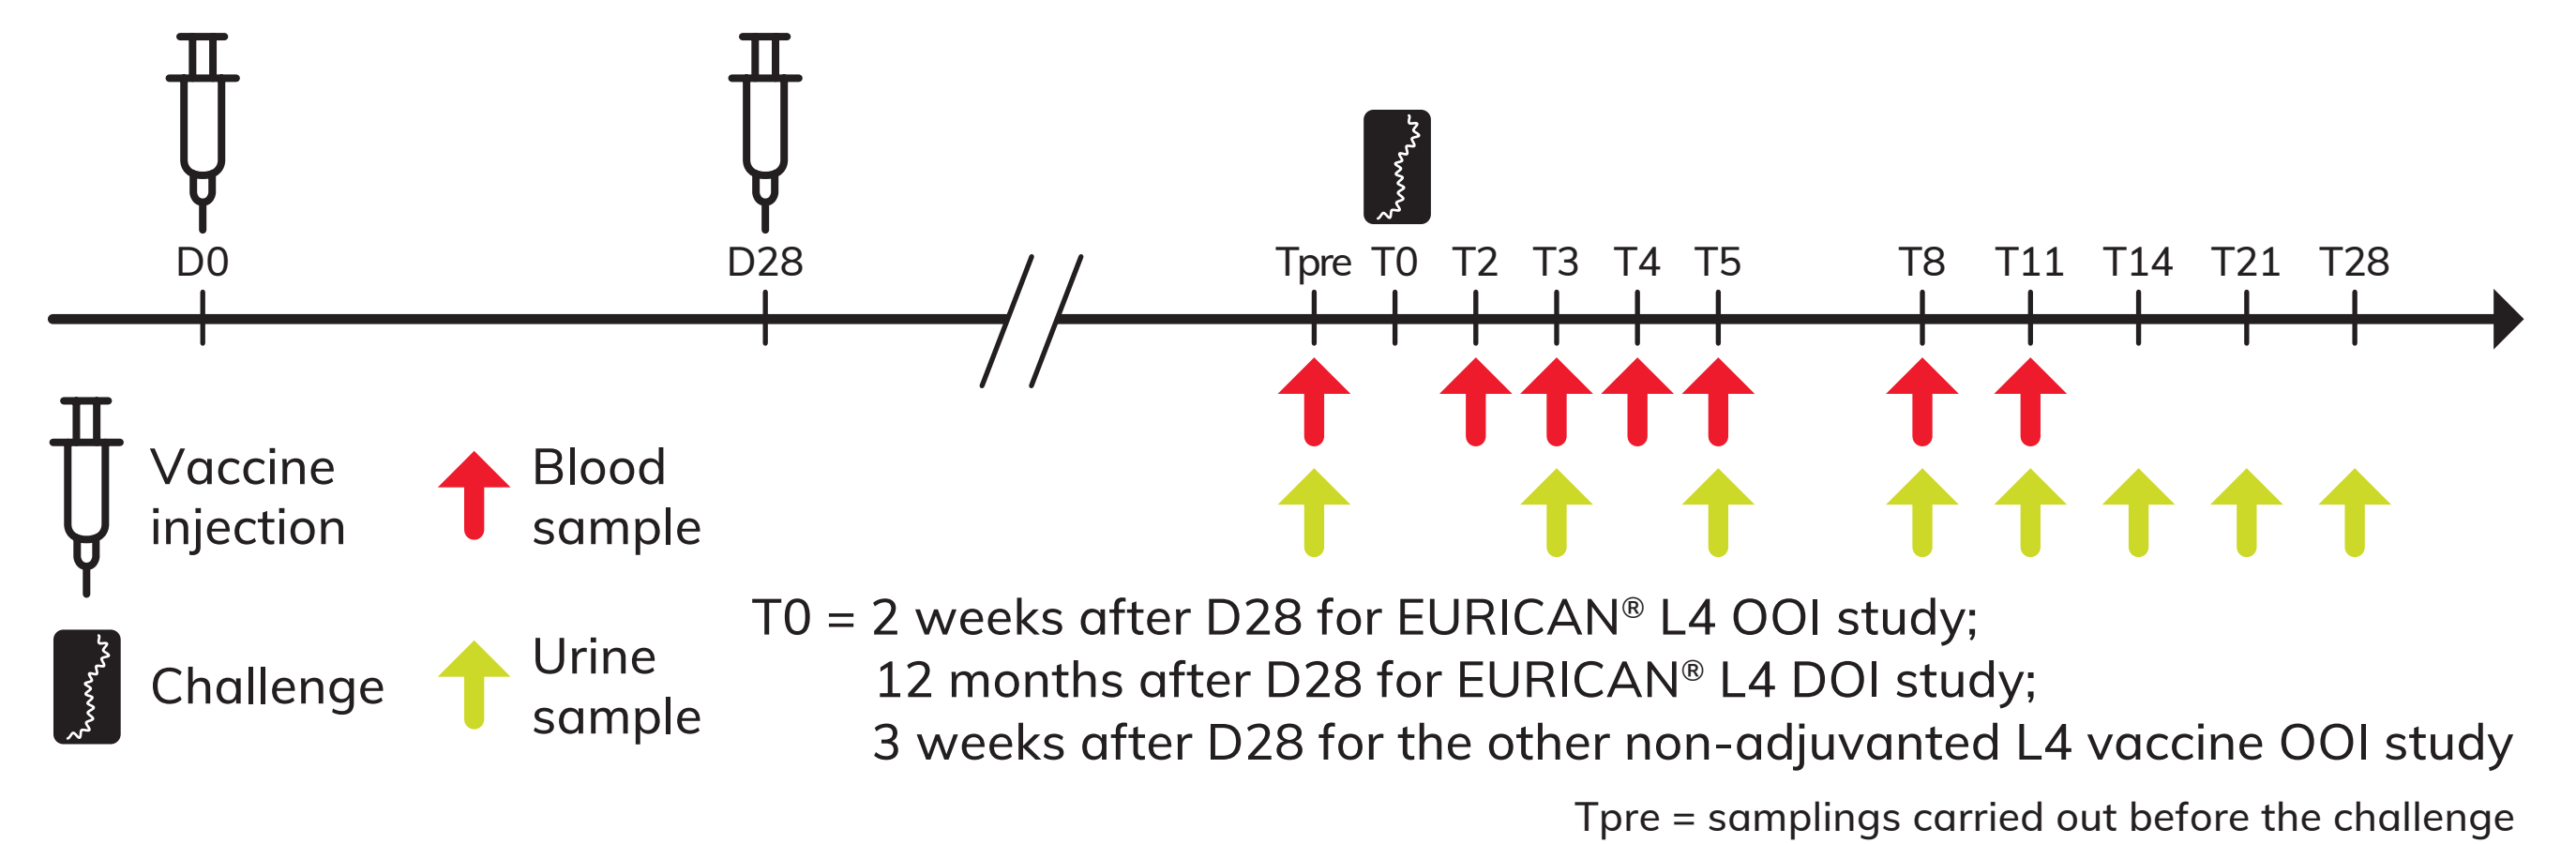 D0
D28
Tpre T0 T2 T3 T4 T5 T8 T11 T14 T21 T28
Vaccine
injection
Blood
sample
Challenge
Urine
sample
T0 = 2 weeks after D28 for EURICAN® L4 OOI study;
12 months after D28 for EURICAN® L4 DOI study;
3 weeks after D28 for the other non-adjuvanted L4 vaccine OOI study
Tpre = samplings carried out before the challenge